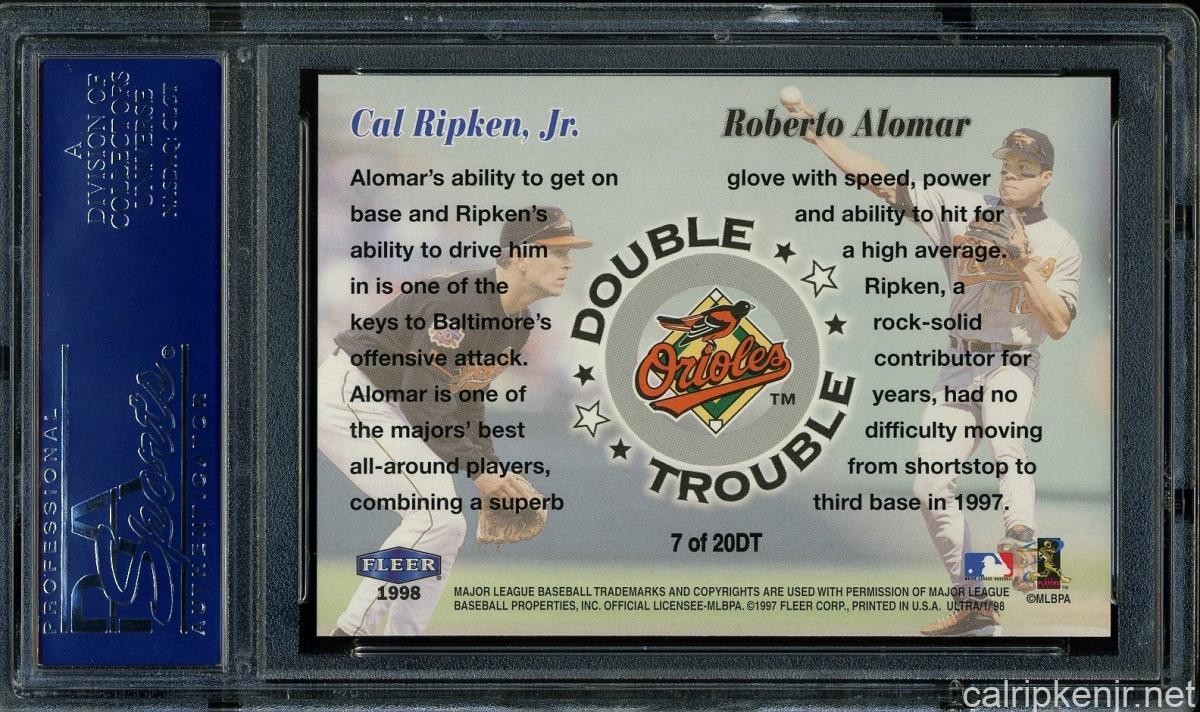 A
DIVISION OF
COLLECTORS
UNIVERSE
NASDAQ: CLCT
PROFESSIONAL
PSA
Sports®
AUTHENTICATOR
Cal Ripken, Jr.
Alomar's ability to get on
base and Ripken's
ability to drive him
in is one of the
keys to Baltimore's
offensive attack.
Alomar is one of
the majors' best
all-around players,
combining a superb
Roberto Alomar
glove with speed, power
and ability to hit for
a high average.
Ripken, a
rock-solid
contributor for
years, had no
difficulty moving
from shortstop to
third base in 1997.
DOUBLE
Orioles
TM
TROUBLE
7 of 20DT
FLEER
1998
MAJOR LEAGUE BASEBALL TRADEMARKS AND COPYRIGHTS ARE USED WITH PERMISSION OF MAJOR LEAGUE
BASEBALL PROPERTIES, INC. OFFICIAL LICENSEE-MLBPA. ©1997 FLEER CORP., PRINTED IN U.S.A. ULTRA/1/98
MAJOR LEAGUE BASEBALL
©MLBPA
calripkenjr.net